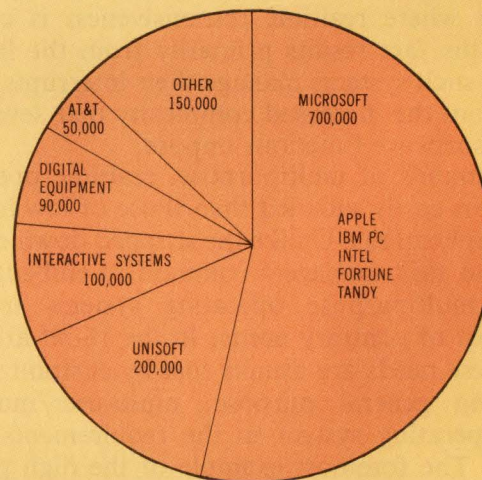 MICROSOFT
700,000
APPLE
IBM PC
INTEL
FORTUNE
TANDY
UNISOFT
200,000
INTERACTIVE SYSTEMS
100,000
DIGITAL
EQUIPMENT
90,000
AT&T
50,000
OTHER
150,000